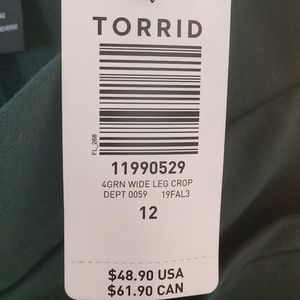 TORRID
FL_268
11990529
4GRN WIDE LEG CROP
DEPT 0059 19FAL3
12
$48.90 USA
$61.90 CAN